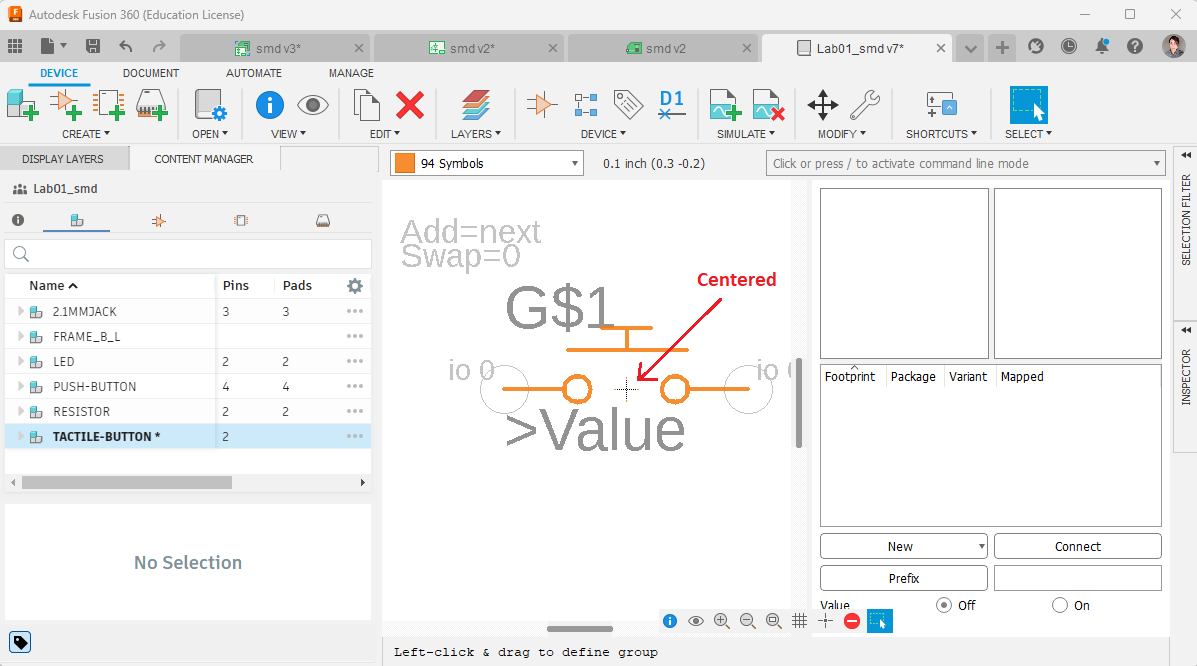 Autodesk Fusion 360 (Education License)
smd v3*
smd v2*
smd v2
Lab01_smd v7*
DEVICE
DOCUMENT
AUTOMATE
MANAGE
D1
CREATE
OPEN
VIEW
EDIT
LAYERS
DEVICE
SIMULATE
MODIFY
SHORTCUTS
SELECT
DISPLAY LAYERS
CONTENT MANAGER
94 Symbols
0.1 inch (0.3 -0.2)
Click or press / to activate command line mode
Lab01_smd
Name Pins Pads
2.1MMJACK 3 3
FRAME_B_L
LED 2 2
PUSH-BUTTON 4 4
RESISTOR 2 2
TACTILE-BUTTON * 2
No Selection
Add=next
Swap=0
G$1
Centered
io 0
io
>Value
Footprint Package Variant Mapped
New
Connect
Prefix
Value Off On
SELECTION FILTER
INSPECTOR
Left-click & drag to define group